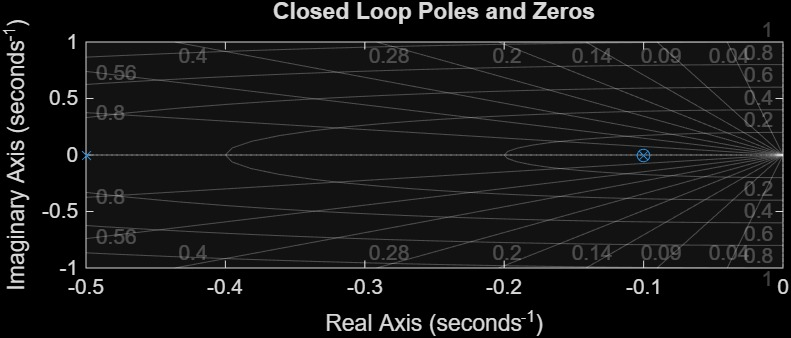 Closed Loop Poles and Zeros
1
1
0.4 0.28 0.2 0.14 0.09 0.04 0.8
0.56 0.6
0.5
0.8 0.4
0.2
0
0.2
0.8
-0.5 0.4
0.56 0.6
0.4 0.28 0.2 0.14 0.09 0.04 0.8
-1
1
-0.5 -0.4 -0.3 -0.2 -0.1 0
Real Axis (seconds-1)
Imaginary Axis (seconds-1)